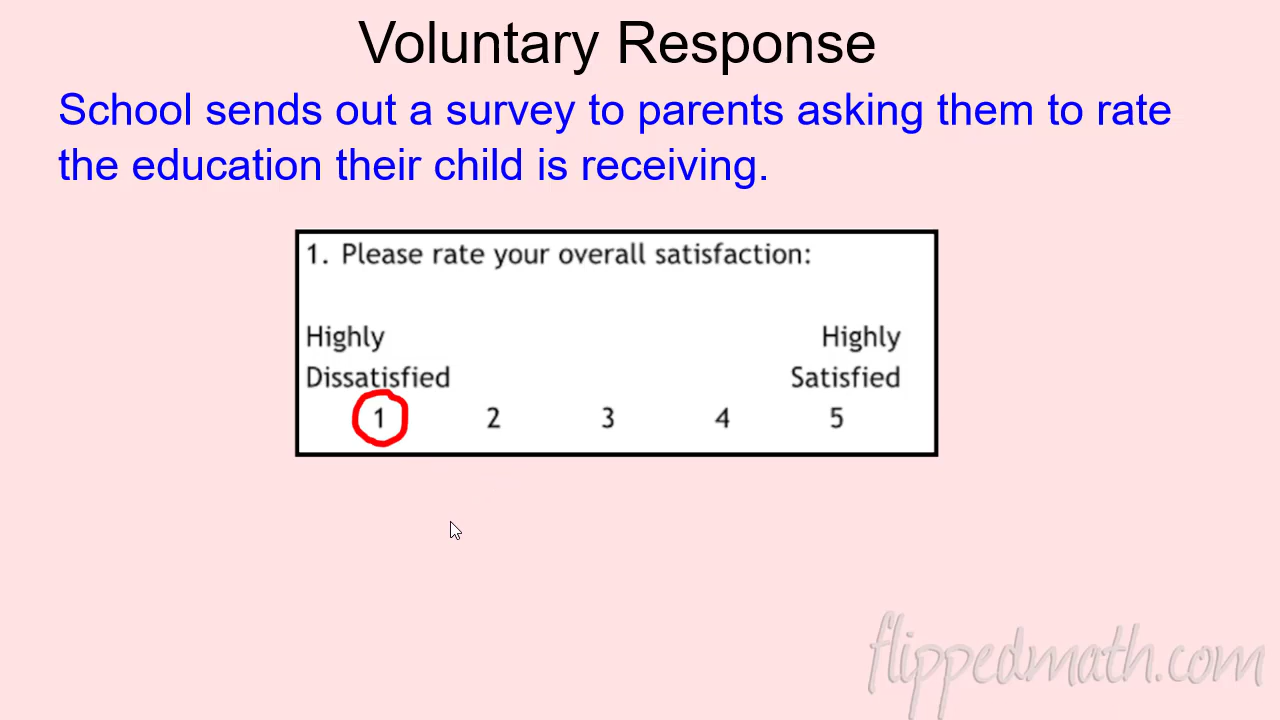 Voluntary Response
School sends out a survey to parents asking them to rate
the education their child is receiving.
1. Please rate your overall satisfaction:
Highly Highly
Dissatisfied Satisfied
1 2 3 4 5
flippedmath.com